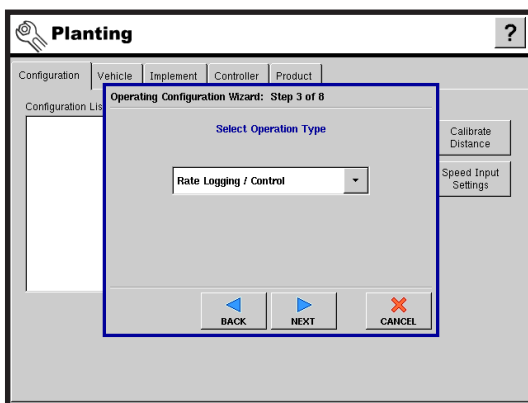 Planting
?
Configuration Vehicle Implement Controller Product
Configuration Lis
Operating Configuration Wizard: Step 3 of 8
Select Operation Type
Rate Logging / Control
Calibrate
Distance
Speed Input
Settings
BACK NEXT CANCEL